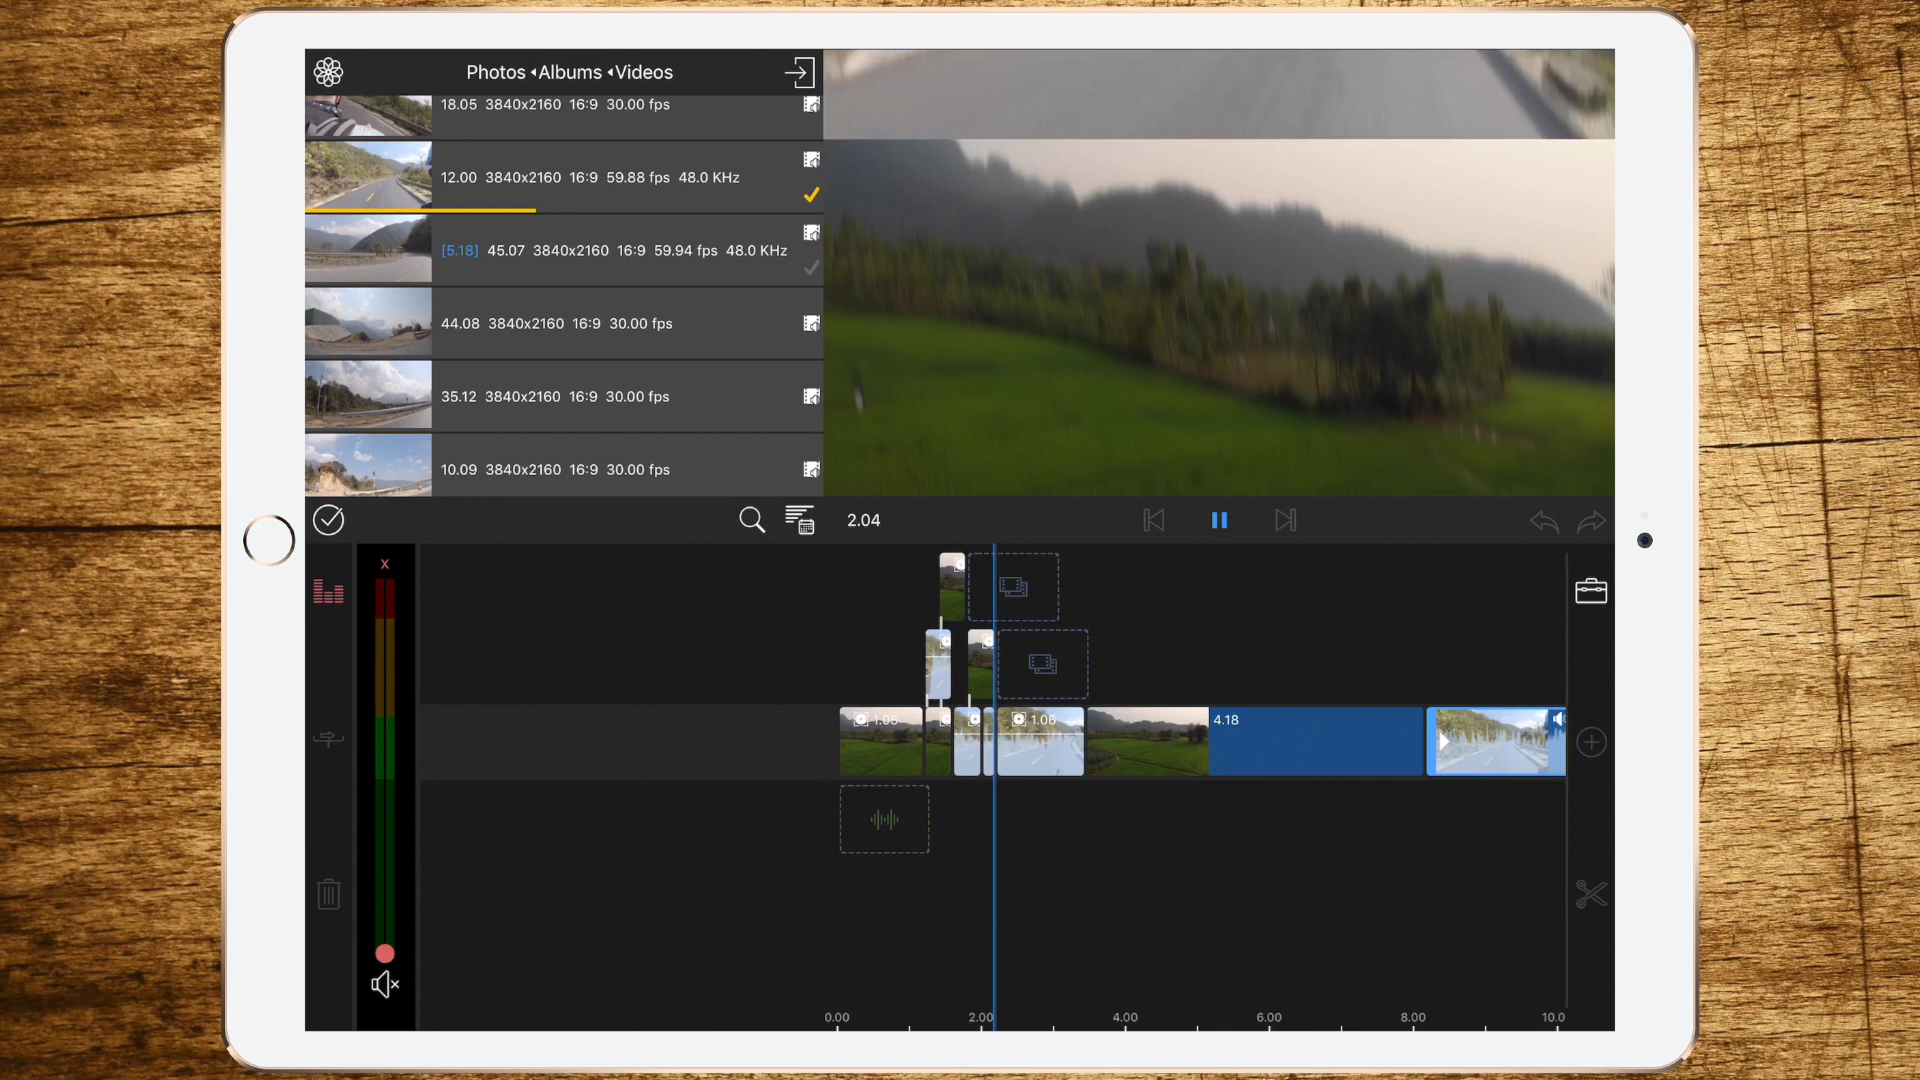 Photos ◂Albums ◂Videos
18.05 3840x2160 16:9 30.00 fps
12.00 3840x2160 16:9 59.88 fps 48.0 KHz
[5.18] 45.07 3840x2160 16:9 59.94 fps 48.0 KHz
44.08 3840x2160 16:9 30.00 fps
35.12 3840x2160 16:9 30.00 fps
10.09 3840x2160 16:9 30.00 fps
2.04
x
1.05
1.06
4.18
0.00 2.00 4.00 6.00 8.00 10.0